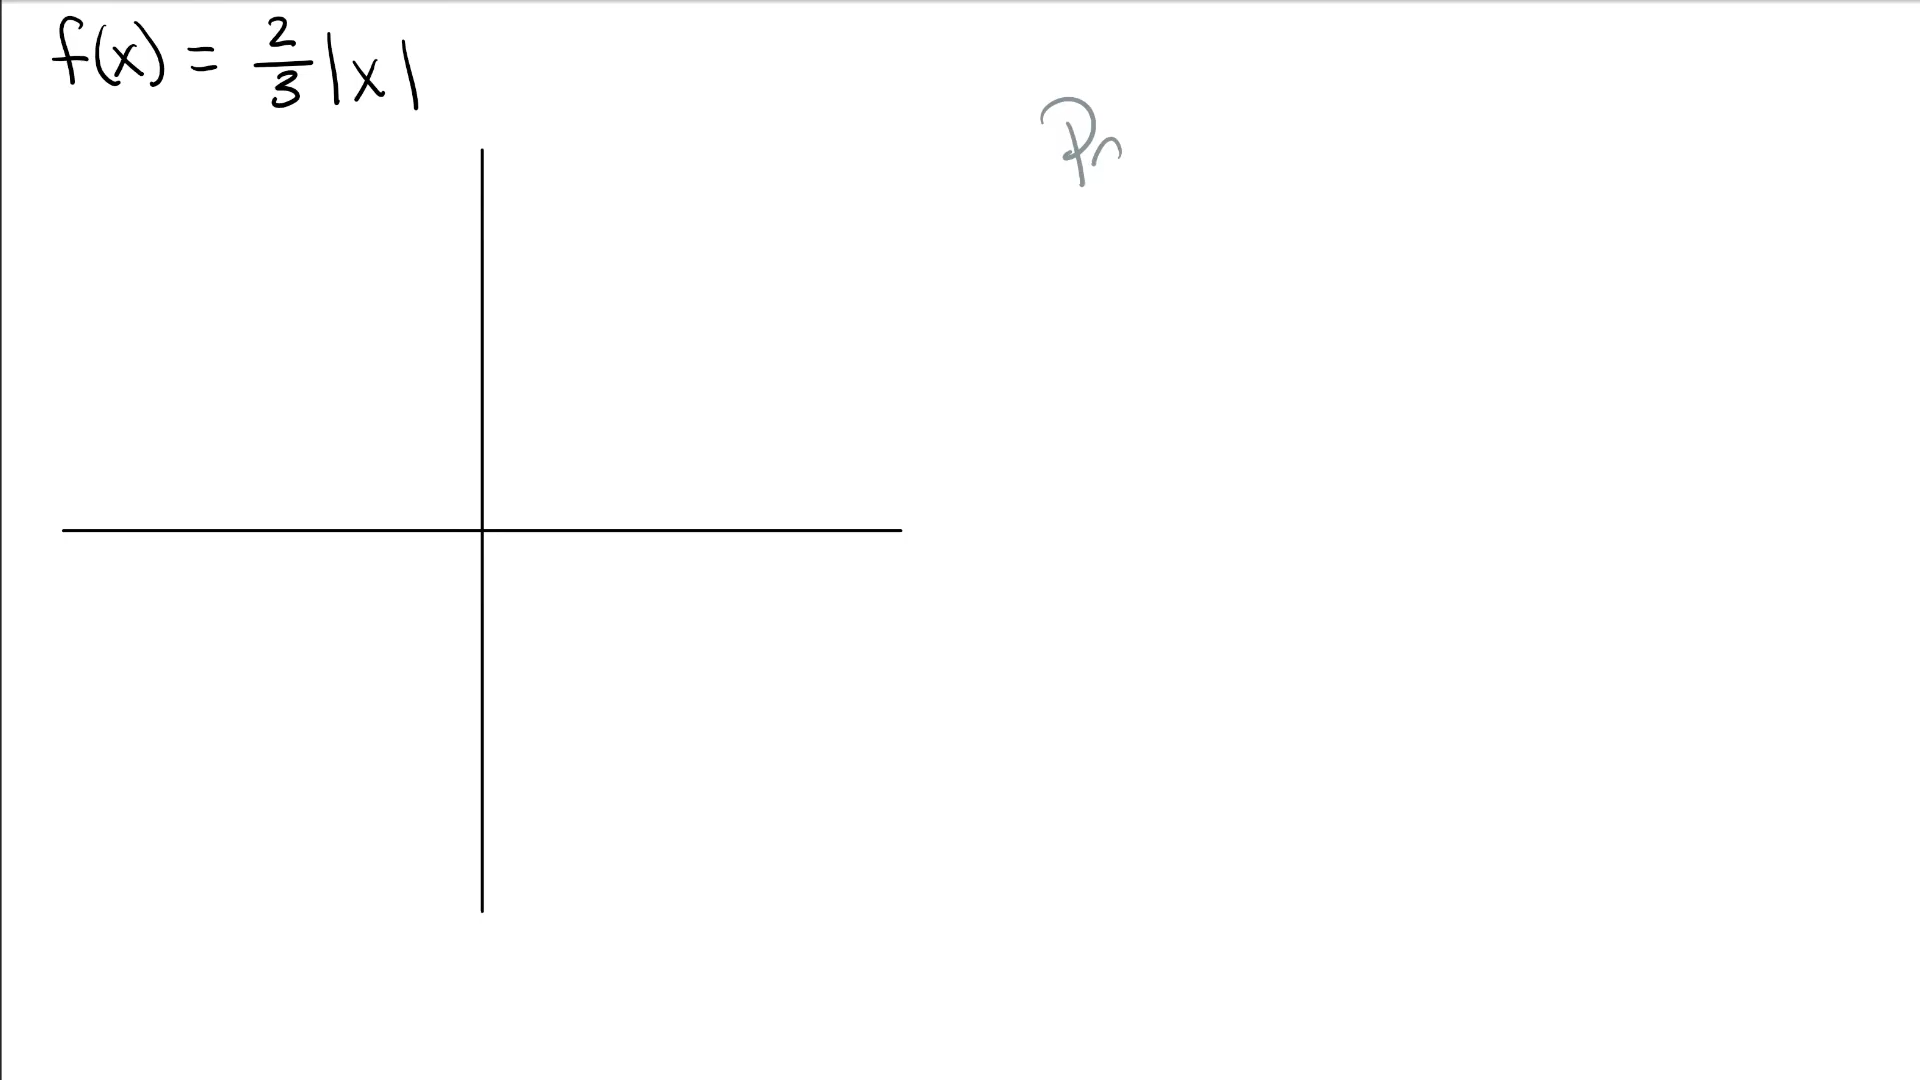 f(x) = 2/3 |x|
Pr